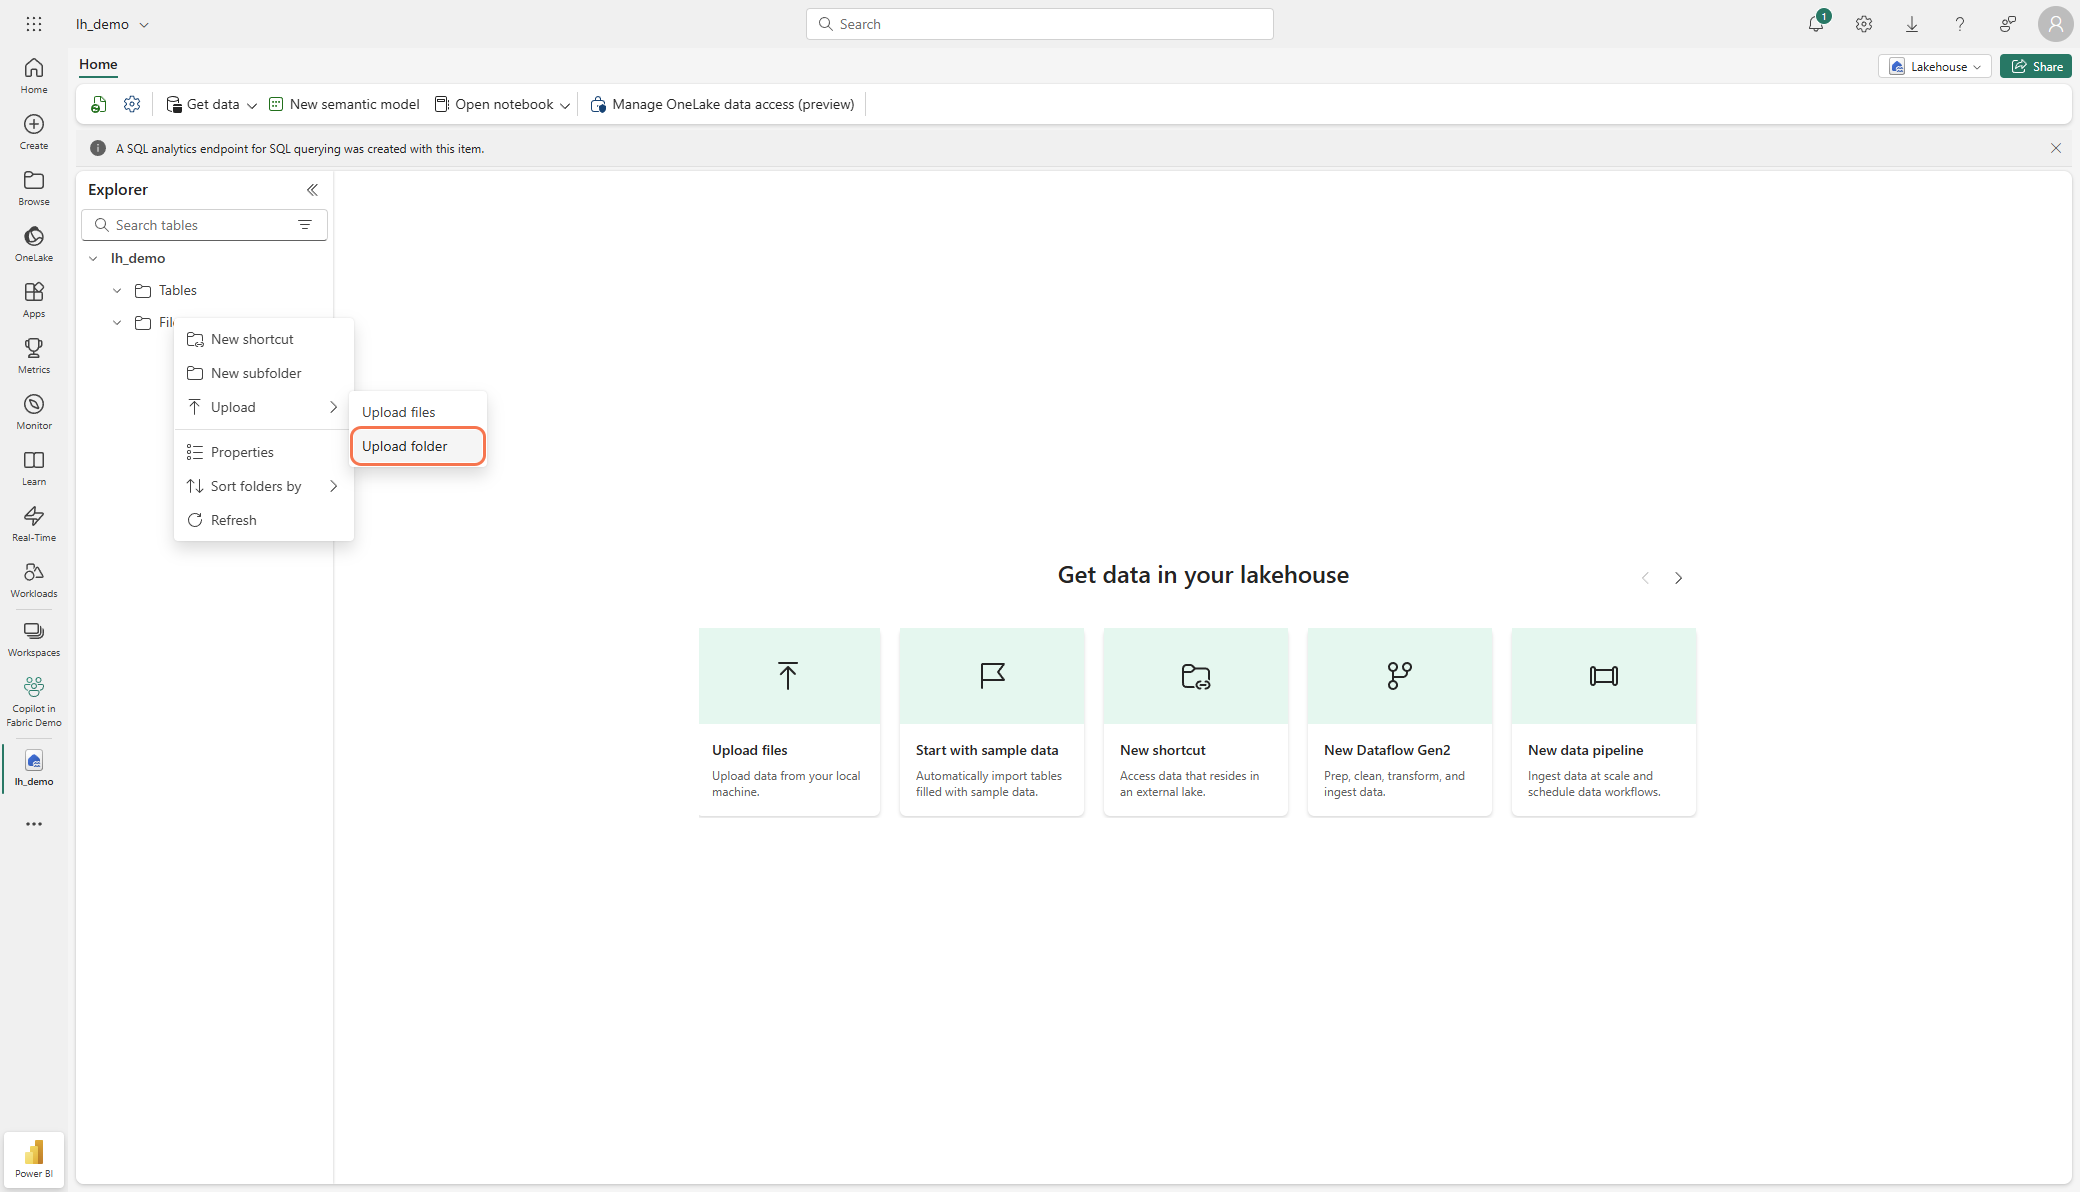 lh_demo
Search
1
Home
Lakehouse
Share
Get data
New semantic model
Open notebook
Manage OneLake data access (preview)
A SQL analytics endpoint for SQL querying was created with this item.
Home
Create
Browse
OneLake
Apps
Metrics
Monitor
Learn
Real-Time
Workloads
Workspaces
Copilot in
Fabric Demo
lh_demo
Power BI
Explorer
Search tables
lh_demo
Tables
New shortcut
New subfolder
Upload
Properties
Sort folders by
Refresh
Upload files
Upload folder
Get data in your lakehouse
Upload files
Upload data from your local
machine.
Start with sample data
Automatically import tables
filled with sample data.
New shortcut
Access data that resides in
an external lake.
New Dataflow Gen2
Prep, clean, transform, and
ingest data.
New data pipeline
Ingest data at scale and
schedule data workflows.